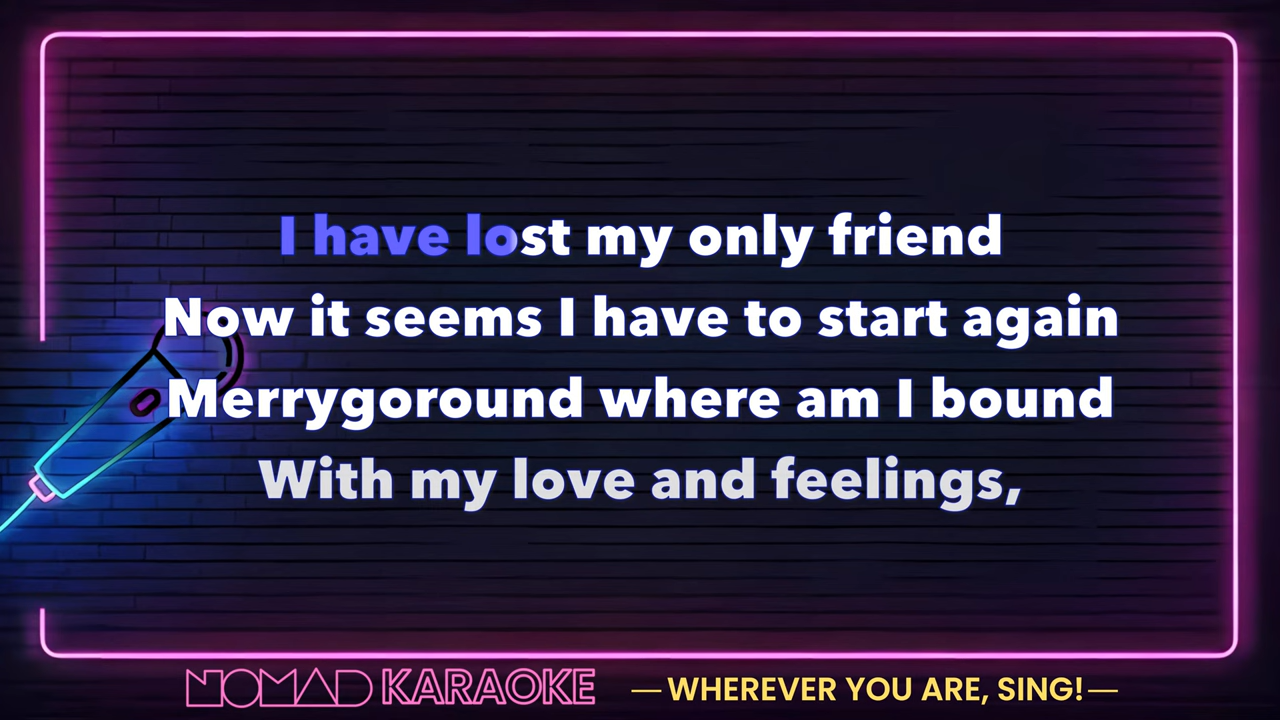 I have lost my only friend
Now it seems I have to start again
Merrygoround where am I bound
With my love and feelings,
NOMAD KARAOKE —WHEREVER YOU ARE, SING!—